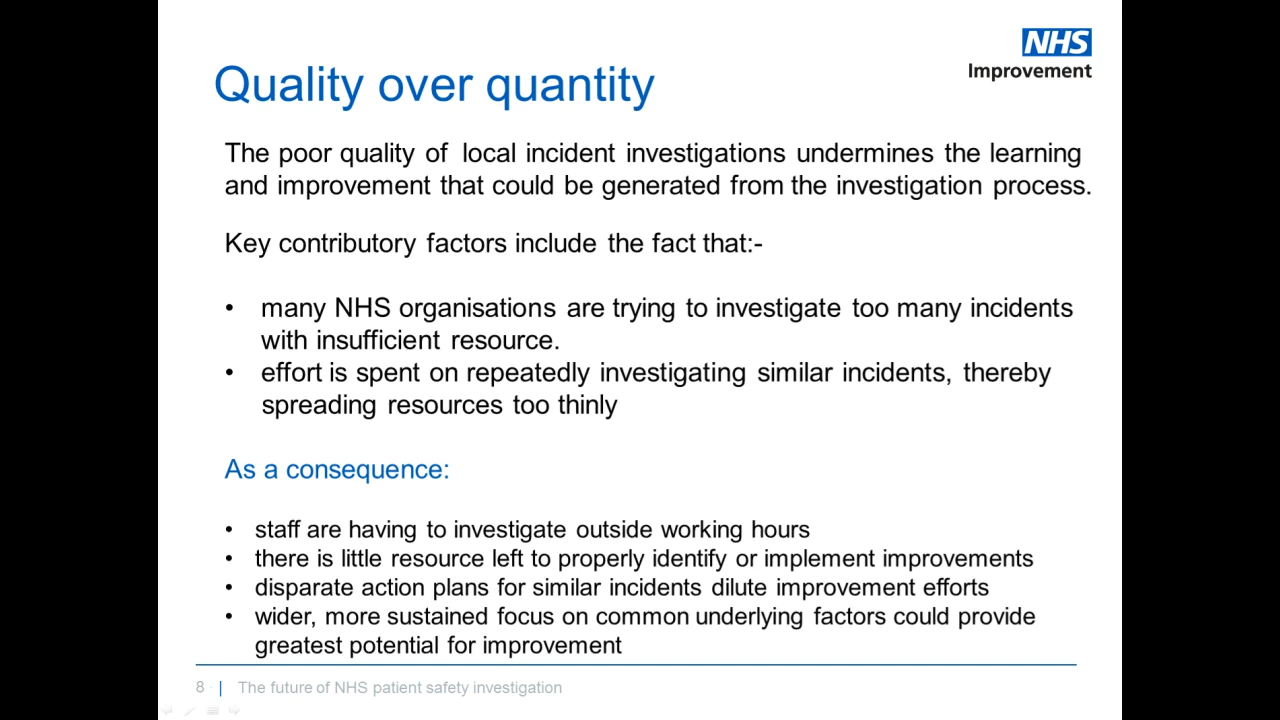 NHS
Improvement
Quality over quantity
The poor quality of local incident investigations undermines the learning
and improvement that could be generated from the investigation process.
Key contributory factors include the fact that:-
• many NHS organisations are trying to investigate too many incidents
with insufficient resource.
• effort is spent on repeatedly investigating similar incidents, thereby
spreading resources too thinly
As a consequence:
• staff are having to investigate outside working hours
• there is little resource left to properly identify or implement improvements
• disparate action plans for similar incidents dilute improvement efforts
• wider, more sustained focus on common underlying factors could provide
greatest potential for improvement
8 | The future of NHS patient safety investigation